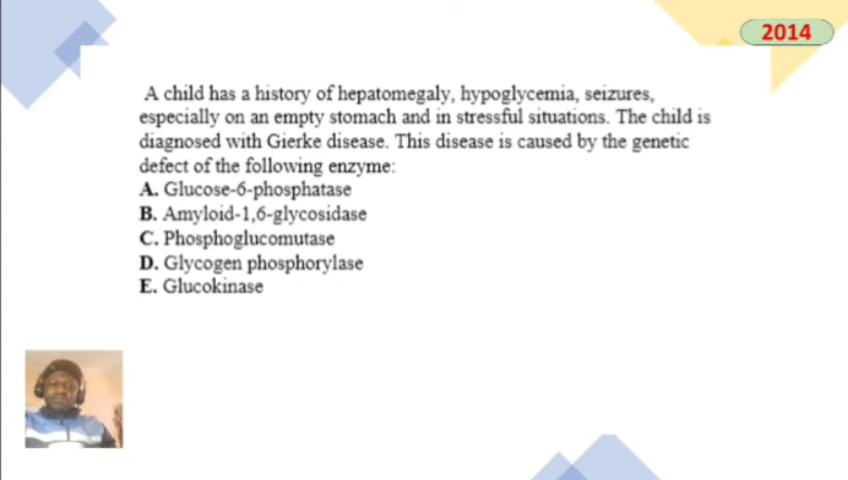 2014
A child has a history of hepatomegaly, hypoglycemia, seizures,
especially on an empty stomach and in stressful situations. The child is
diagnosed with Gierke disease. This disease is caused by the genetic
defect of the following enzyme:
A. Glucose-6-phosphatase
B. Amyloid-1,6-glycosidase
C. Phosphoglucomutase
D. Glycogen phosphorylase
E. Glucokinase